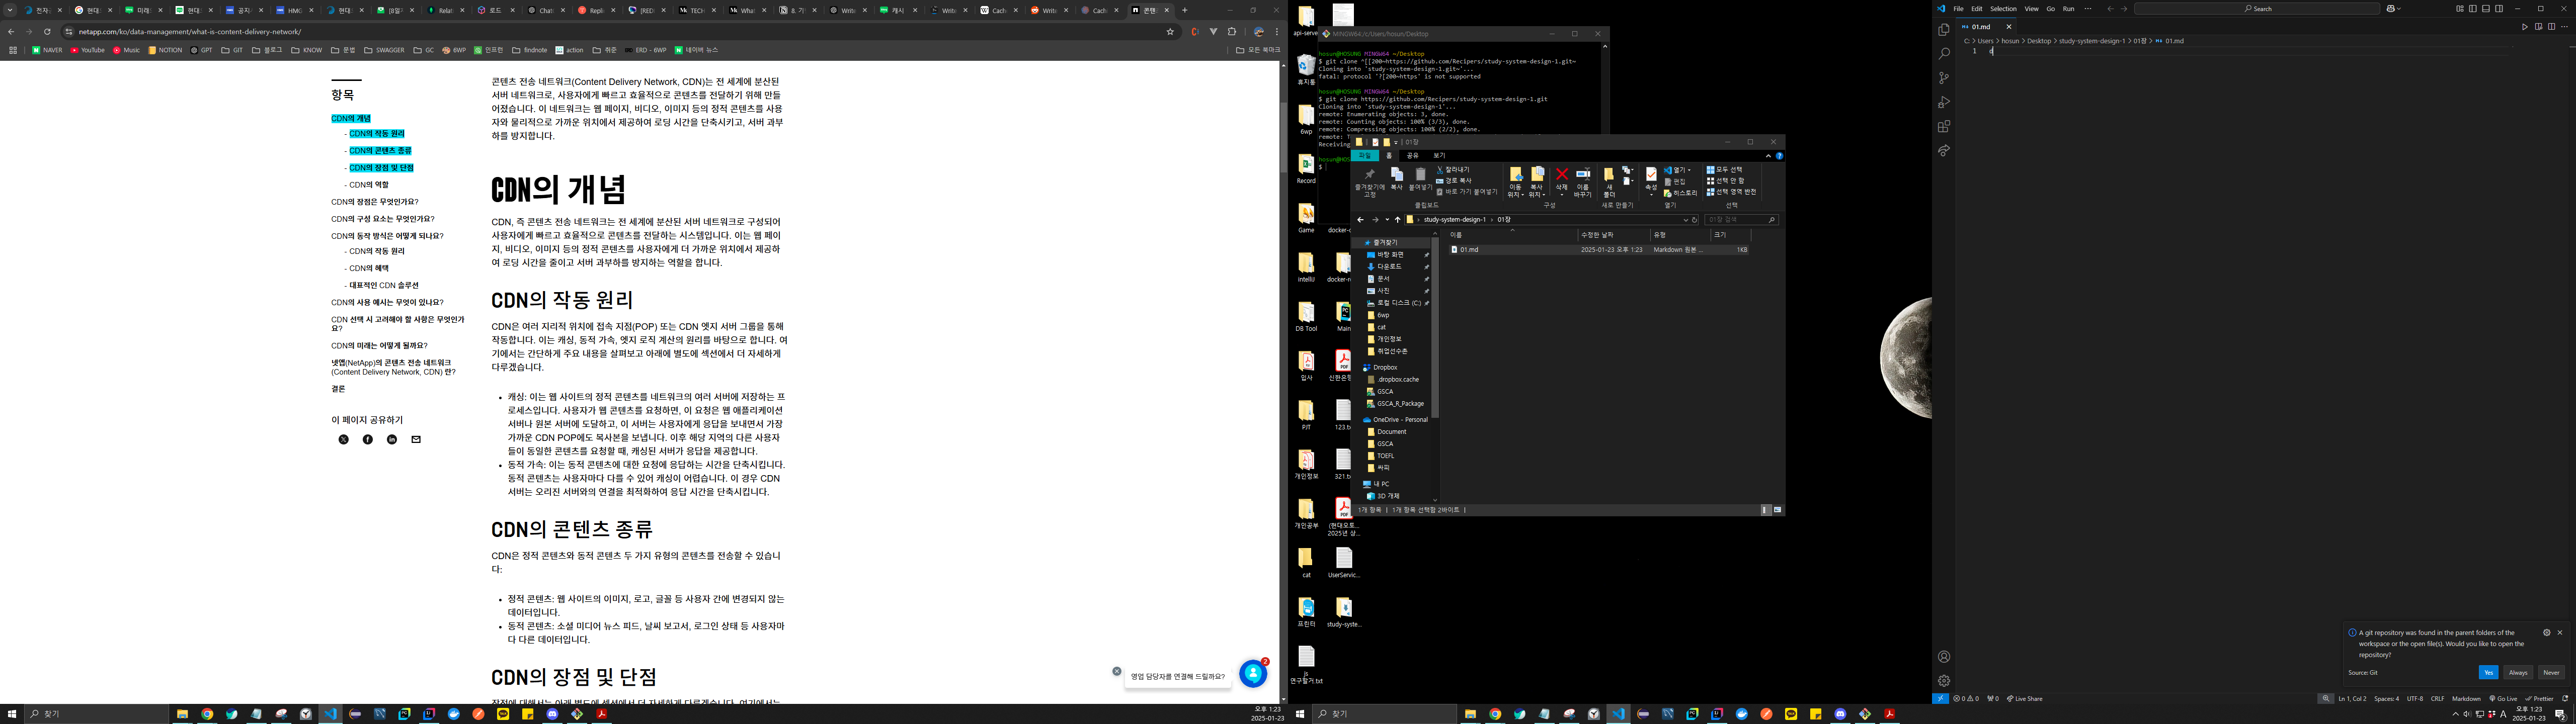 netapp.com/ko/data-management/what-is-content-delivery-network/
NAVER
YouTube
Music
NOTION
GPT
GIT
블로그
KNOW
문법
SWAGGER
GC
6WP
인프런
findnote
action
취준
ERD - 6WP
네이버 뉴스
모든 북마크
항목
CDN의 개념
- CDN의 작동 원리
- CDN의 콘텐츠 종류
- CDN의 장점 및 단점
- CDN의 역할
CDN의 장점은 무엇인가요?
CDN의 구성 요소는 무엇인가요?
CDN의 동작 방식은 어떻게 되나요?
- CDN의 작동 원리
- CDN의 혜택
- 대표적인 CDN 솔루션
CDN의 사용 예시는 무엇이 있나요?
CDN 선택 시 고려해야 할 사항은 무엇인가
요?
CDN의 미래는 어떻게 될까요?
넷앱(NetApp)의 콘텐츠 전송 네트워크
(Content Delivery Network, CDN) 란?
결론
이 페이지 공유하기
콘텐츠 전송 네트워크(Content Delivery Network, CDN)는 전 세계에 분산된
서버 네트워크로, 사용자에게 빠르고 효율적으로 콘텐츠를 전달하기 위해 만들
어졌습니다. 이 네트워크는 웹 페이지, 비디오, 이미지 등의 정적 콘텐츠를 사용
자와 물리적으로 가까운 위치에서 제공하여 로딩 시간을 단축시키고, 서버 과부
하를 방지합니다.
CDN의 개념
CDN, 즉 콘텐츠 전송 네트워크는 전 세계에 분산된 서버 네트워크로 구성되어
사용자에게 빠르고 효율적으로 콘텐츠를 전달하는 시스템입니다. 이는 웹 페이
지, 비디오, 이미지 등의 정적 콘텐츠를 사용자에게 더 가까운 위치에서 제공하
여 로딩 시간을 줄이고 서버 과부하를 방지하는 역할을 합니다.
CDN의 작동 원리
CDN은 여러 지리적 위치에 접속 지점(POP) 또는 CDN 엣지 서버 그룹을 통해
작동합니다. 이는 캐싱, 동적 가속, 엣지 로직 계산의 원리를 바탕으로 합니다. 여
기에서는 간단하게 주요 내용을 살펴보고 아래에 별도에 섹션에서 더 자세하게
다루겠습니다.
• 캐싱: 이는 웹 사이트의 정적 콘텐츠를 네트워크의 여러 서버에 저장하는 프
로세스입니다. 사용자가 웹 콘텐츠를 요청하면, 이 요청은 웹 애플리케이션
서버나 원본 서버에 도달하고, 이 서버는 사용자에게 응답을 보내면서 가장
가까운 CDN POP에도 복사본을 보냅니다. 이후 해당 지역의 다른 사용자
들이 동일한 콘텐츠를 요청할 때, 캐싱된 서버가 응답을 제공합니다.
• 동적 가속: 이는 동적 콘텐츠에 대한 요청에 응답하는 시간을 단축시킵니다.
동적 콘텐츠는 사용자마다 다를 수 있어 캐싱이 어렵습니다. 이 경우 CDN
서버는 오리진 서버와의 연결을 최적화하여 응답 시간을 단축시킵니다.
CDN의 콘텐츠 종류
CDN은 정적 콘텐츠와 동적 콘텐츠 두 가지 유형의 콘텐츠를 전송할 수 있습니
다:
• 정적 콘텐츠: 웹 사이트의 이미지, 로고, 글꼴 등 사용자 간에 변경되지 않는
데이터입니다.
• 동적 콘텐츠: 소셜 미디어 뉴스 피드, 날씨 보고서, 로그인 상태 등 사용자마
다 다른 데이터입니다.
CDN의 장점 및 단점
영업 담당자를 연결해 드릴까요?
2
찾기
오후 1:23
2025-01-23
휴지통
6wp
Record
Game
intelliJ
DB Tool
입사
PJT
개인정보
개인공부
cat
프린터
js
연구할거.txt
UserServic...
study-syste...
(현대오토...
2025년 상...
MINGW64:/c/Users/hosun/Desktop
hosun@HOSUNG MINGW64 ~/Desktop
$ git clone ^[[200~https://github.com/Recipers/study-system-design-1.git~
Cloning into 'study-system-design-1.git~'...
fatal: protocol '?[200~https' is not supported
hosun@HOSUNG MINGW64 ~/Desktop
$ git clone https://github.com/Recipers/study-system-design-1.git
Cloning into 'study-system-design-1'...
remote: Enumerating objects: 3, done.
remote: Counting objects: 100% (3/3), done.
remote: Compressing objects: 100% (2/2), done.
01장
파일
홈
공유
보기
즐겨찾기에
고정
복사
붙여넣기
잘라내기
경로 복사
바로 가기 붙여넣기
클립보드
이동
위치
복사
위치
삭제
이름
바꾸기
구성
새
폴더
새로 만들기
속성
열기
편집
히스토리
열기
모두 선택
선택 안 함
선택 영역 반전
선택
study-system-design-1 › 01장
01장 검색
이름
수정한 날짜
유형
크기
01.md
2025-01-23 오후 1:23
Markdown 원본 ...
1KB
즐겨찾기
바탕 화면
다운로드
문서
사진
로컬 디스크 (C:)
6wp
cat
개인정보
취업선수촌
Dropbox
.dropbox.cache
GSCA
GSCA_R_Package
OneDrive - Personal
Document
GSCA
TOEFL
싸피
내 PC
3D 개체
1개 항목
1개 항목 선택함 2바이트
찾기
File
Edit
Selection
View
Go
Run
Search
01.md
C: › Users › hosun › Desktop › study-system-design-1 › 01장 › 01.md
1
d
A git repository was found in the parent folders of the
workspace or the open file(s). Would you like to open the
repository?
Source: Git
Yes
Always
Never
0 0
0
Live Share
Ln 1, Col 2
Spaces: 4
UTF-8
CRLF
Markdown
Go Live
Prettier
오후 1:23
2025-01-23